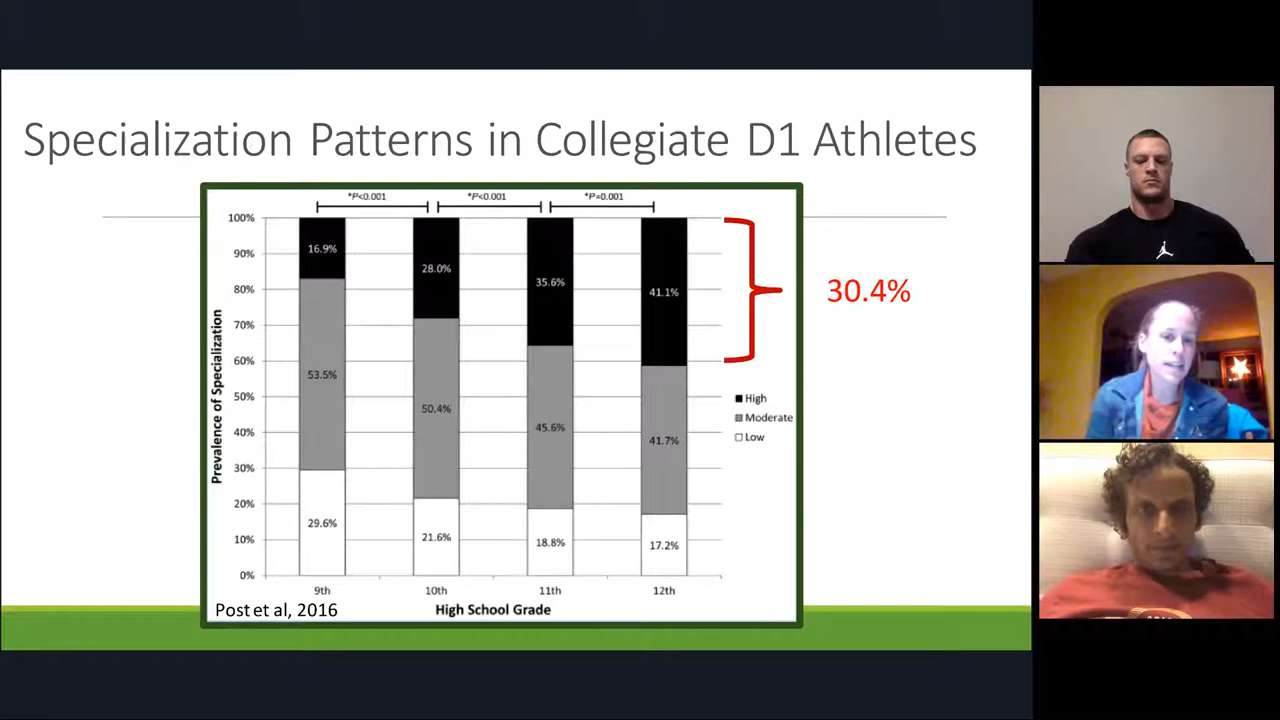 Specialization Patterns in Collegiate D1 Athletes
*P<0.001 *P<0.001 *P=0.001
Prevalence of Specialization
100%
90%
80%
70%
60%
50%
40%
30%
20%
10%
0%
16.9%
53.5%
29.6%
28.0%
50.4%
21.6%
35.6%
45.6%
18.8%
41.1%
41.7%
17.2%
30.4%
High
Moderate
Low
9th 10th 11th 12th
High School Grade
Post et al, 2016